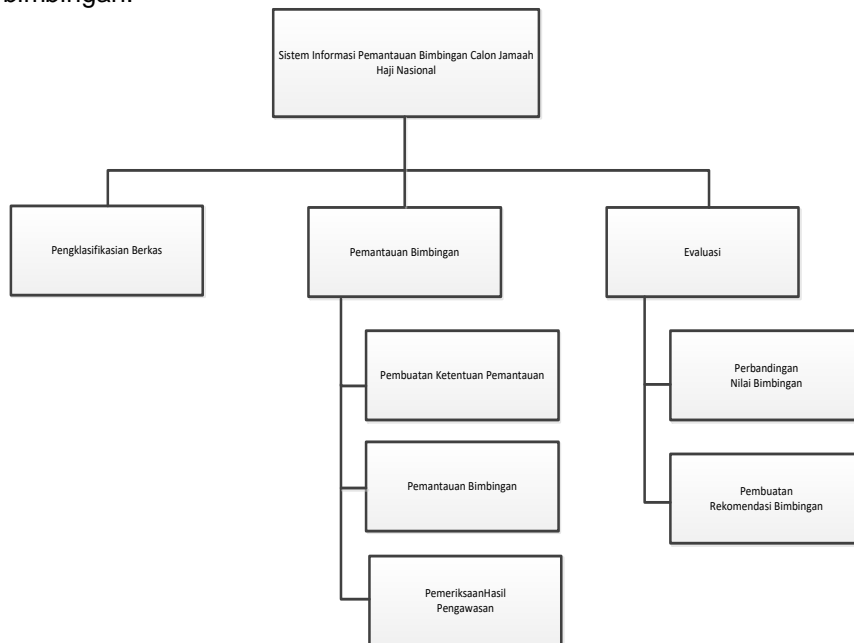 bimbingan.
Sistem Informasi Pemantauan Bimbingan Calon Jamaah
Haji Nasional
Pengklasifikasian Berkas
Pemantauan Bimbingan
Evaluasi
Pembuatan Ketentuan Pemantauan
Pemantauan Bimbingan
PemeriksaanHasil
Pengawasan
Perbandingan
Nilai Bimbingan
Pembuatan
Rekomendasi Bimbingan